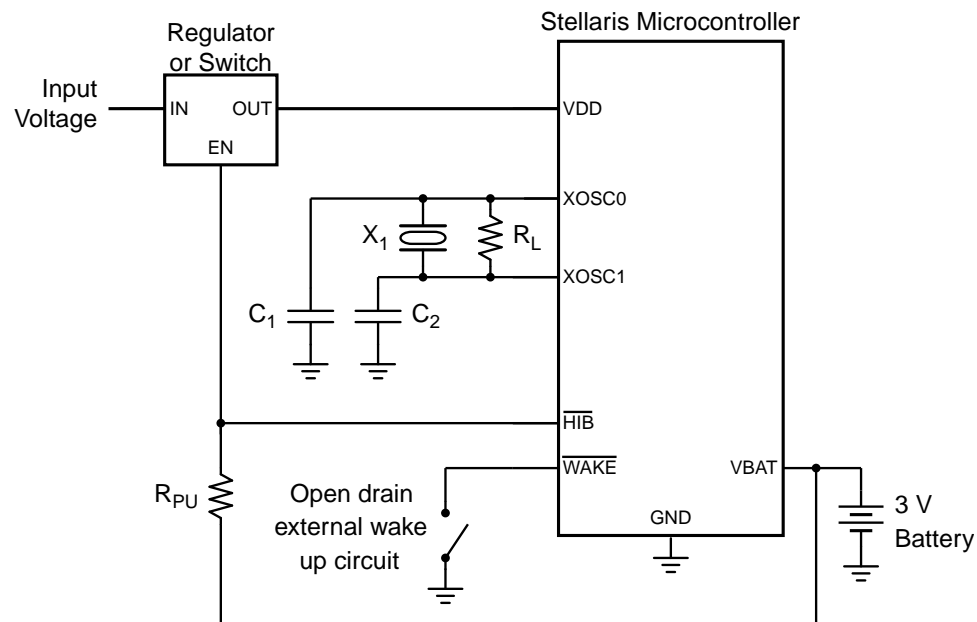 Stellaris Microcontroller
Regulator
or Switch
Input
Voltage
IN
OUT
EN
VDD
XOSC0
X1
RL
XOSC1
C1
C2
HIB
WAKE
VBAT
RPU
Open drain
external wake
up circuit
GND
3 V
Battery